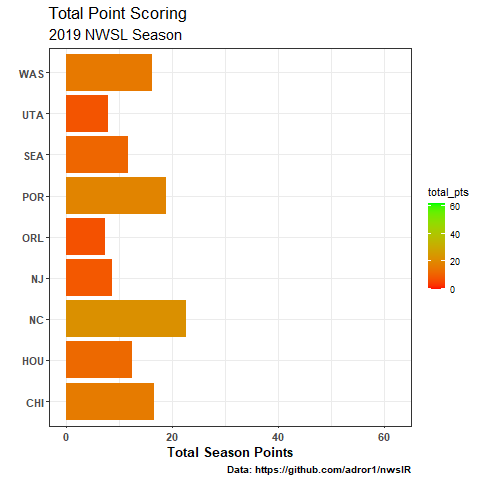 Total Point Scoring
2019 NWSL Season
WAS
UTA
SEA
POR
ORL
NJ
NC
HOU
CHI
0 20 40 60
Total Season Points
total_pts
60
40
20
0
Data: https://github.com/adror1/nwslR